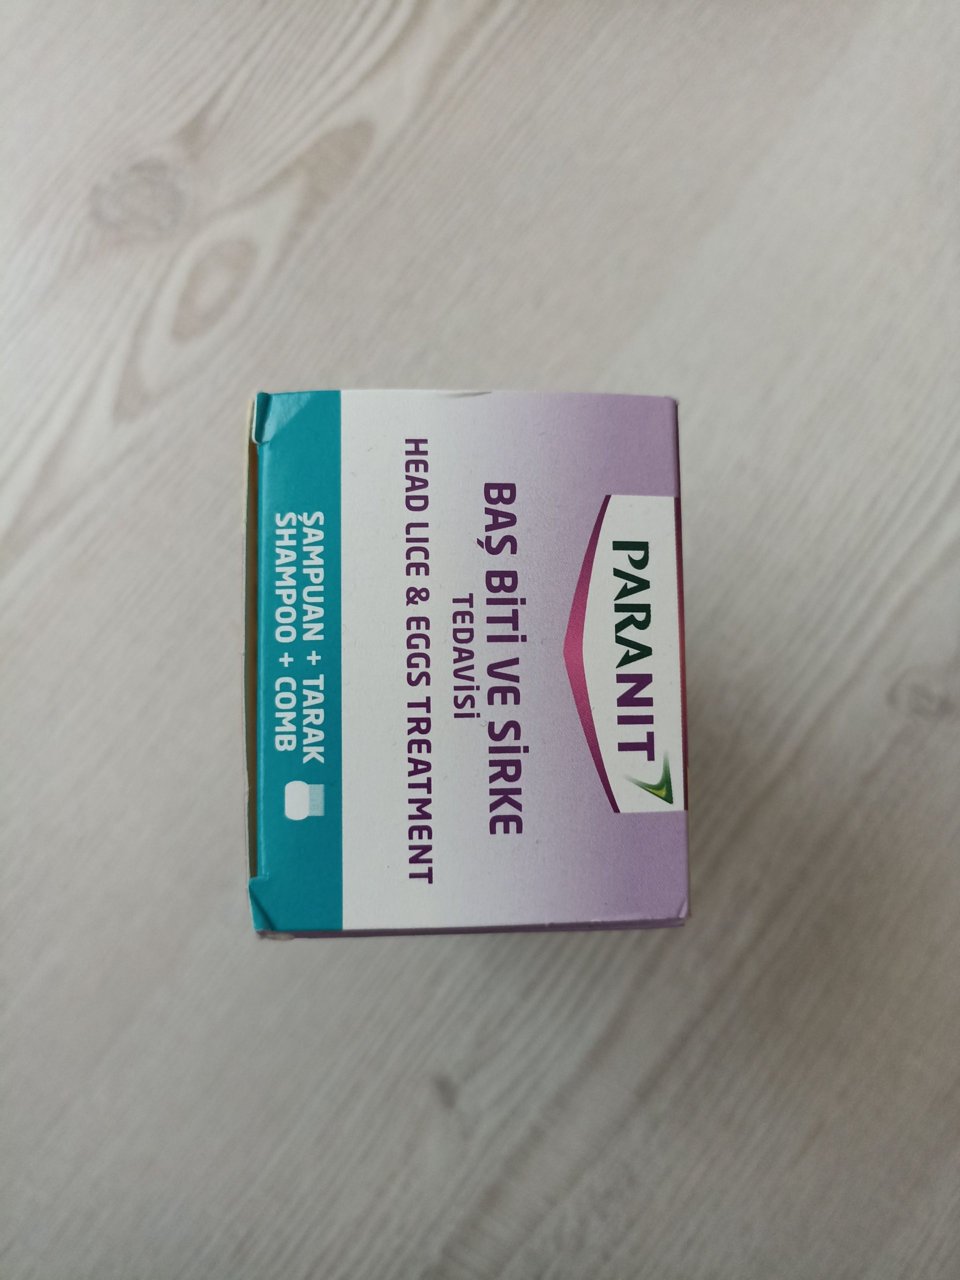 PARANIT
BAŞ BİTİ VE SİRKE
TEDAVİSİ
HEAD LICE & EGGS TREATMENT
ŞAMPUAN + TARAK
SHAMPOO + COMB